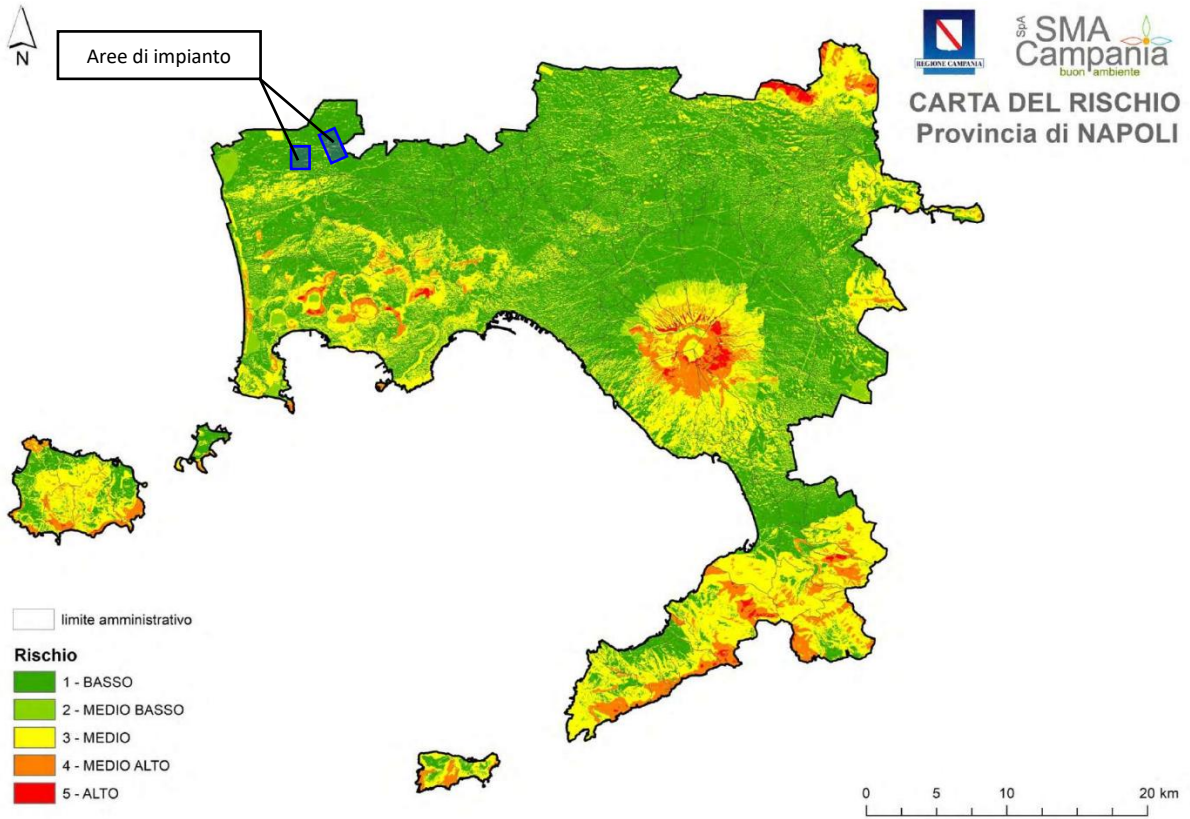 N
Aree di impianto
REGIONE CAMPANIA
SpA
SMA
Campania
buon ambiente
CARTA DEL RISCHIO
Provincia di NAPOLI
limite amministrativo
Rischio
1 - BASSO
2 - MEDIO BASSO
3 - MEDIO
4 - MEDIO ALTO
5 - ALTO
0 5 10 20 km